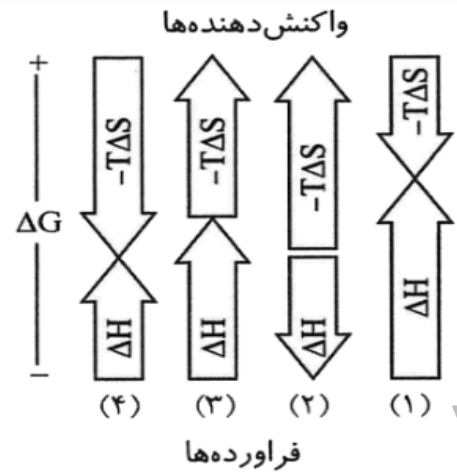 واکنش‌دهنده‌ها
+
ΔG
−
−TΔS
ΔH
(۱)
−TΔS
ΔH
(۲)
−TΔS
ΔH
(۳)
−TΔS
ΔH
(۴)
فراورده‌ها